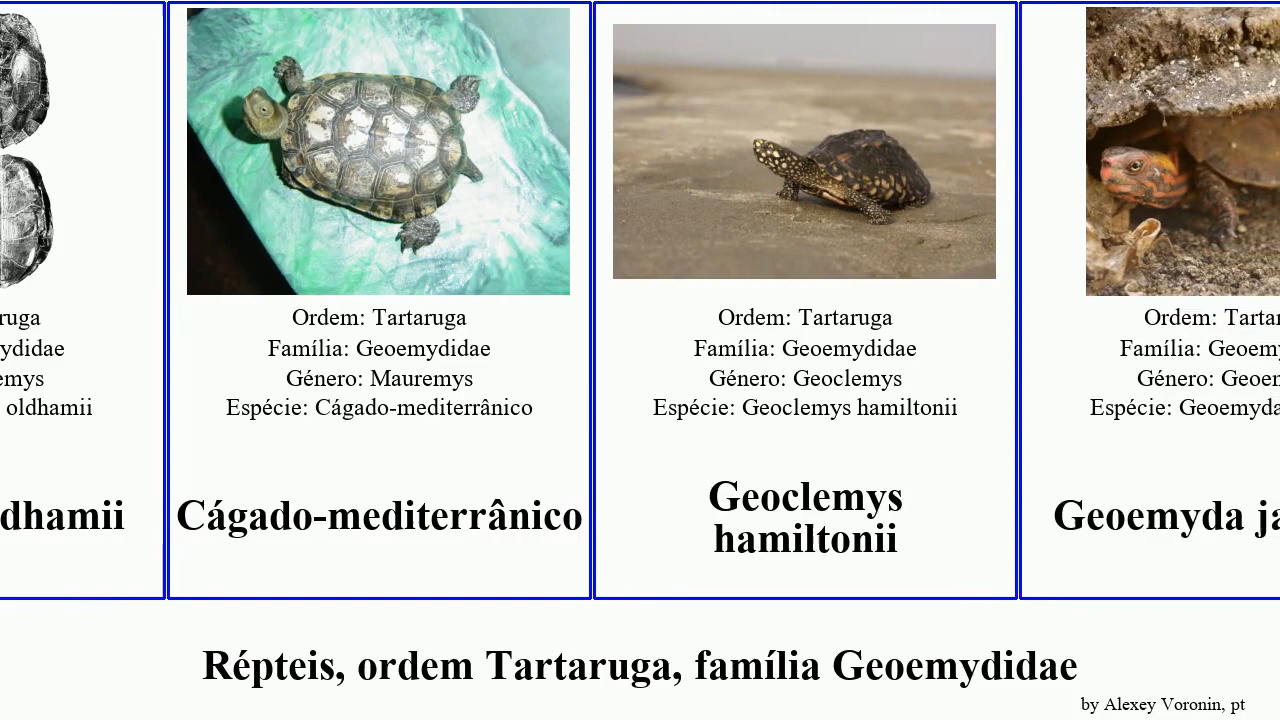 ruga
ydidae
emys
oldhamii
dhamii
Ordem: Tartaruga
Família: Geoemydidae
Género: Mauremys
Espécie: Cágado-mediterrânico
Cágado-mediterrânico
Ordem: Tartaruga
Família: Geoemydidae
Género: Geoclemys
Espécie: Geoclemys hamiltonii
Geoclemys
hamiltonii
Ordem: Tartar
Família: Geoemy
Género: Geoem
Espécie: Geoemyda
Geoemyda ja
Répteis, ordem Tartaruga, família Geoemydidae
by Alexey Voronin, pt